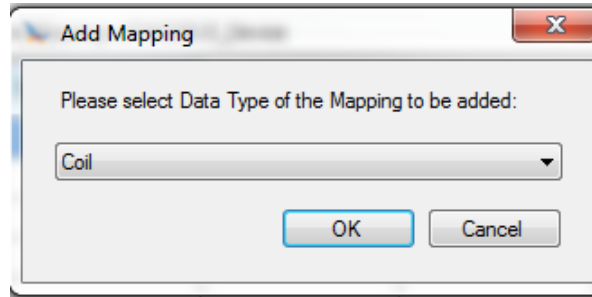 Add Mapping
Please select Data Type of the Mapping to be added:
Coil
OK Cancel